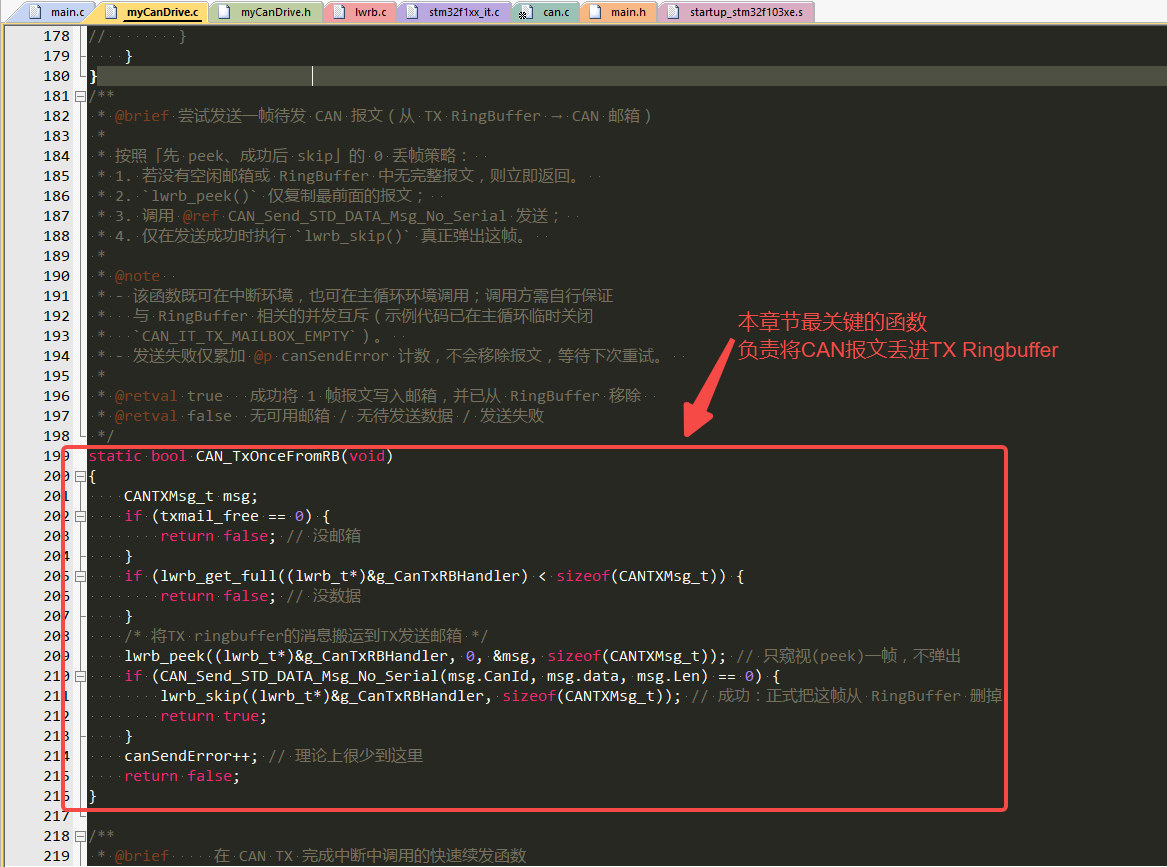 main.c myCanDrive.c myCanDrive.h lwrb.c stm32f1xx_it.c can.c main.h startup_stm32f103xe.s
178 // }
179 }
180 }
181 /**
182 * @brief 尝试发送一帧待发 CAN 报文(从 TX RingBuffer → CAN 邮箱)
183 *
184 * 按照「先 peek、成功后 skip」的 0 丢帧策略:
185 * 1. 若没有空闲邮箱或 RingBuffer 中无完整报文,则立即返回。
186 * 2. `lwrb_peek()` 仅复制最前面的报文;
187 * 3. 调用 @ref CAN_Send_STD_DATA_Msg_No_Serial 发送;
188 * 4. 仅在发送成功时执行 `lwrb_skip()` 真正弹出这帧。
189 *
190 * @note
191 * - 该函数既可在中断环境,也可在主循环环境调用;调用方需自行保证
192 * 与 RingBuffer 相关的并发互斥(示例代码已在主循环临时关闭
193 * `CAN_IT_TX_MAILBOX_EMPTY`)。
194 * - 发送失败仅累加 @p canSendError 计数,不会移除报文,等待下次重试。
195 *
196 * @retval true 成功将 1 帧报文写入邮箱,并已从 RingBuffer 移除
197 * @retval false 无可用邮箱 / 无待发送数据 / 发送失败
198 */
本章节最关键的函数
负责将CAN报文丢进TX Ringbuffer
199 static bool CAN_TxOnceFromRB(void)
200 {
201 CANTXMsg_t msg;
202 if (txmail_free == 0) {
203 return false; // 没邮箱
204 }
205 if (lwrb_get_full((lwrb_t*)&g_CanTxRBHandler) < sizeof(CANTXMsg_t)) {
206 return false; // 没数据
207 }
208 /* 将TX ringbuffer的消息搬运到TX发送邮箱 */
209 lwrb_peek((lwrb_t*)&g_CanTxRBHandler, 0, &msg, sizeof(CANTXMsg_t)); // 只窥视(peek)一帧,不弹出
210 if (CAN_Send_STD_DATA_Msg_No_Serial(msg.CanId, msg.data, msg.Len) == 0) {
211 lwrb_skip((lwrb_t*)&g_CanTxRBHandler, sizeof(CANTXMsg_t)); // 成功:正式把这帧从 RingBuffer 删掉
212 return true;
213 }
214 canSendError++; // 理论上很少到这里
215 return false;
216 }
217
218 /**
219 * @brief 在 CAN TX 完成中断中调用的快速续发函数